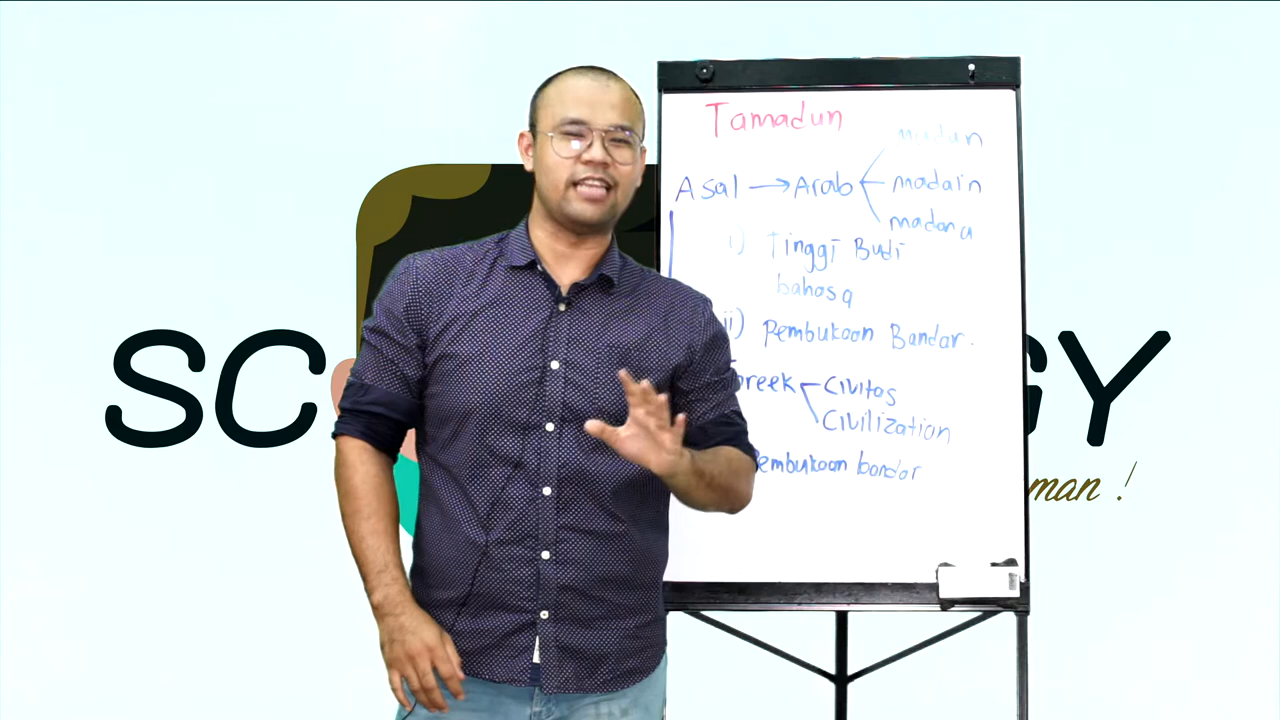 Tamadun
madun
Asal → Arab madain
madana
i) Tinggi Budi
bahasa
ii) Pembukaan Bandar.
Greek Civitas
Civilization
Pembukaan bandar
SC GY
man !